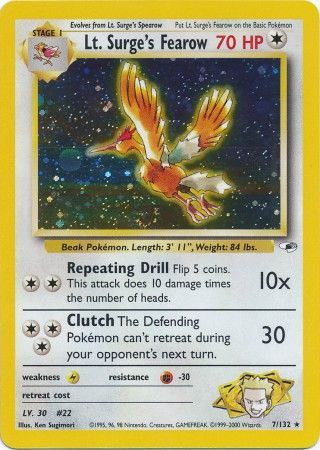 Evolves from Lt. Surge's Spearow Put Lt. Surge's Fearow on the Basic Pokémon
STAGE 1
Lt. Surge's Fearow 70 HP
Beak Pokémon. Length: 3' 11", Weight: 84 lbs.
Repeating Drill Flip 5 coins.
This attack does 10 damage times
the number of heads.
10x
Clutch The Defending
Pokémon can't retreat during
your opponent's next turn.
30
weakness resistance -30
retreat cost
LV. 30 #22
Illus. Ken Sugimori ©1995, 96, 98 Nintendo, Creatures, GAMEFREAK. ©1999-2000 Wizards. 7/132 ★